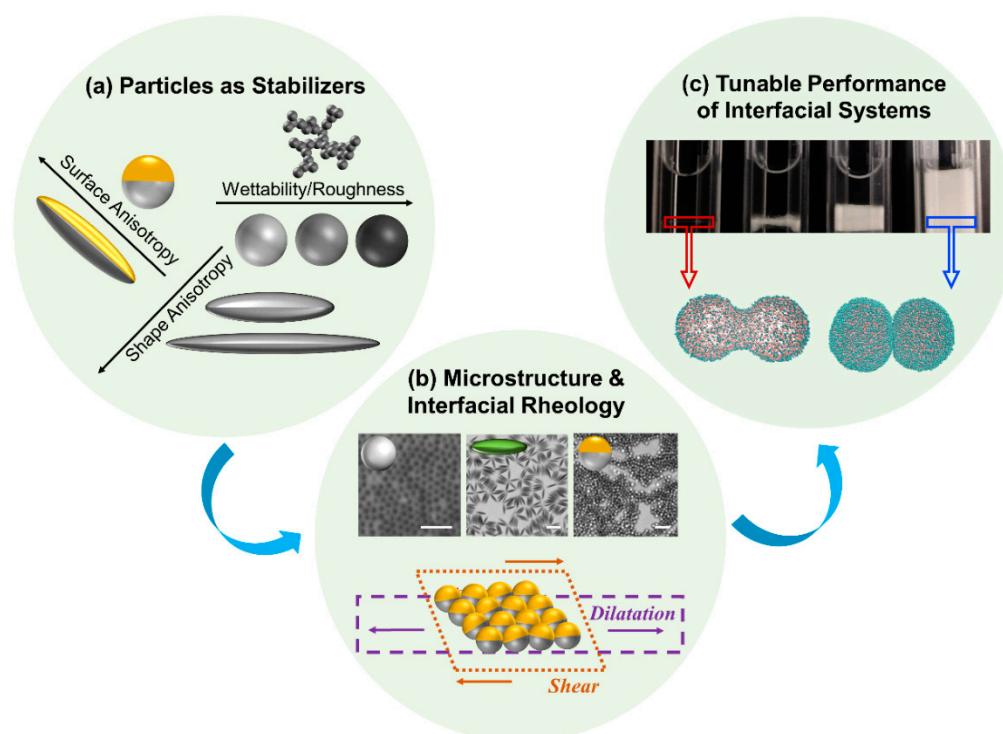 (a) Particles as Stabilizers
Surface Anisotropy
Wettability/Roughness
Shape Anisotropy
(b) Microstructure &
Interfacial Rheology
Dilatation
Shear
(c) Tunable Performance
of Interfacial Systems